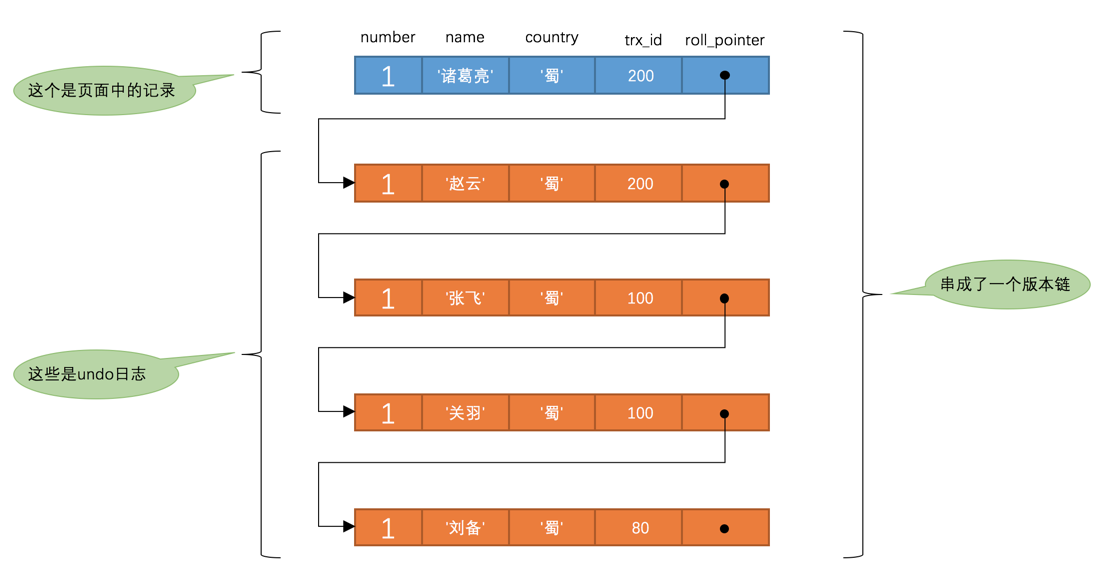 number name country trx_id roll_pointer
1 '诸葛亮' '蜀' 200
这个是页面中的记录
1 '赵云' '蜀' 200
1 '张飞' '蜀' 100
串成了一个版本链
这些是undo日志
1 '关羽' '蜀' 100
1 '刘备' '蜀' 80